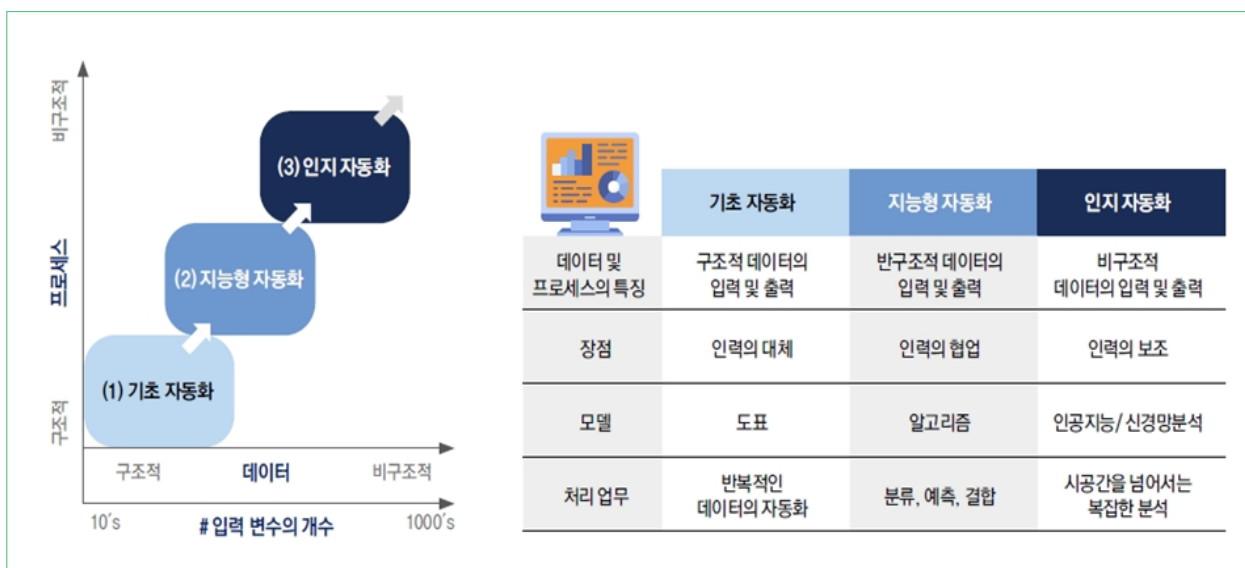 비구조적
프로세스
구조적
(3) 인지 자동화
(2) 지능형 자동화
(1) 기초 자동화
구조적
데이터
비구조적
10's
# 입력 변수의 개수
1000's
기초 자동화
지능형 자동화
인지 자동화
데이터 및
프로세스의 특징
구조적 데이터의
입력 및 출력
반구조적 데이터의
입력 및 출력
비구조적
데이터의 입력 및 출력
장점
인력의 대체
인력의 협업
인력의 보조
모델
도표
알고리즘
인공지능/ 신경망분석
처리 업무
반복적인
데이터의 자동화
분류, 예측, 결합
시공간을 넘어서는
복잡한 분석